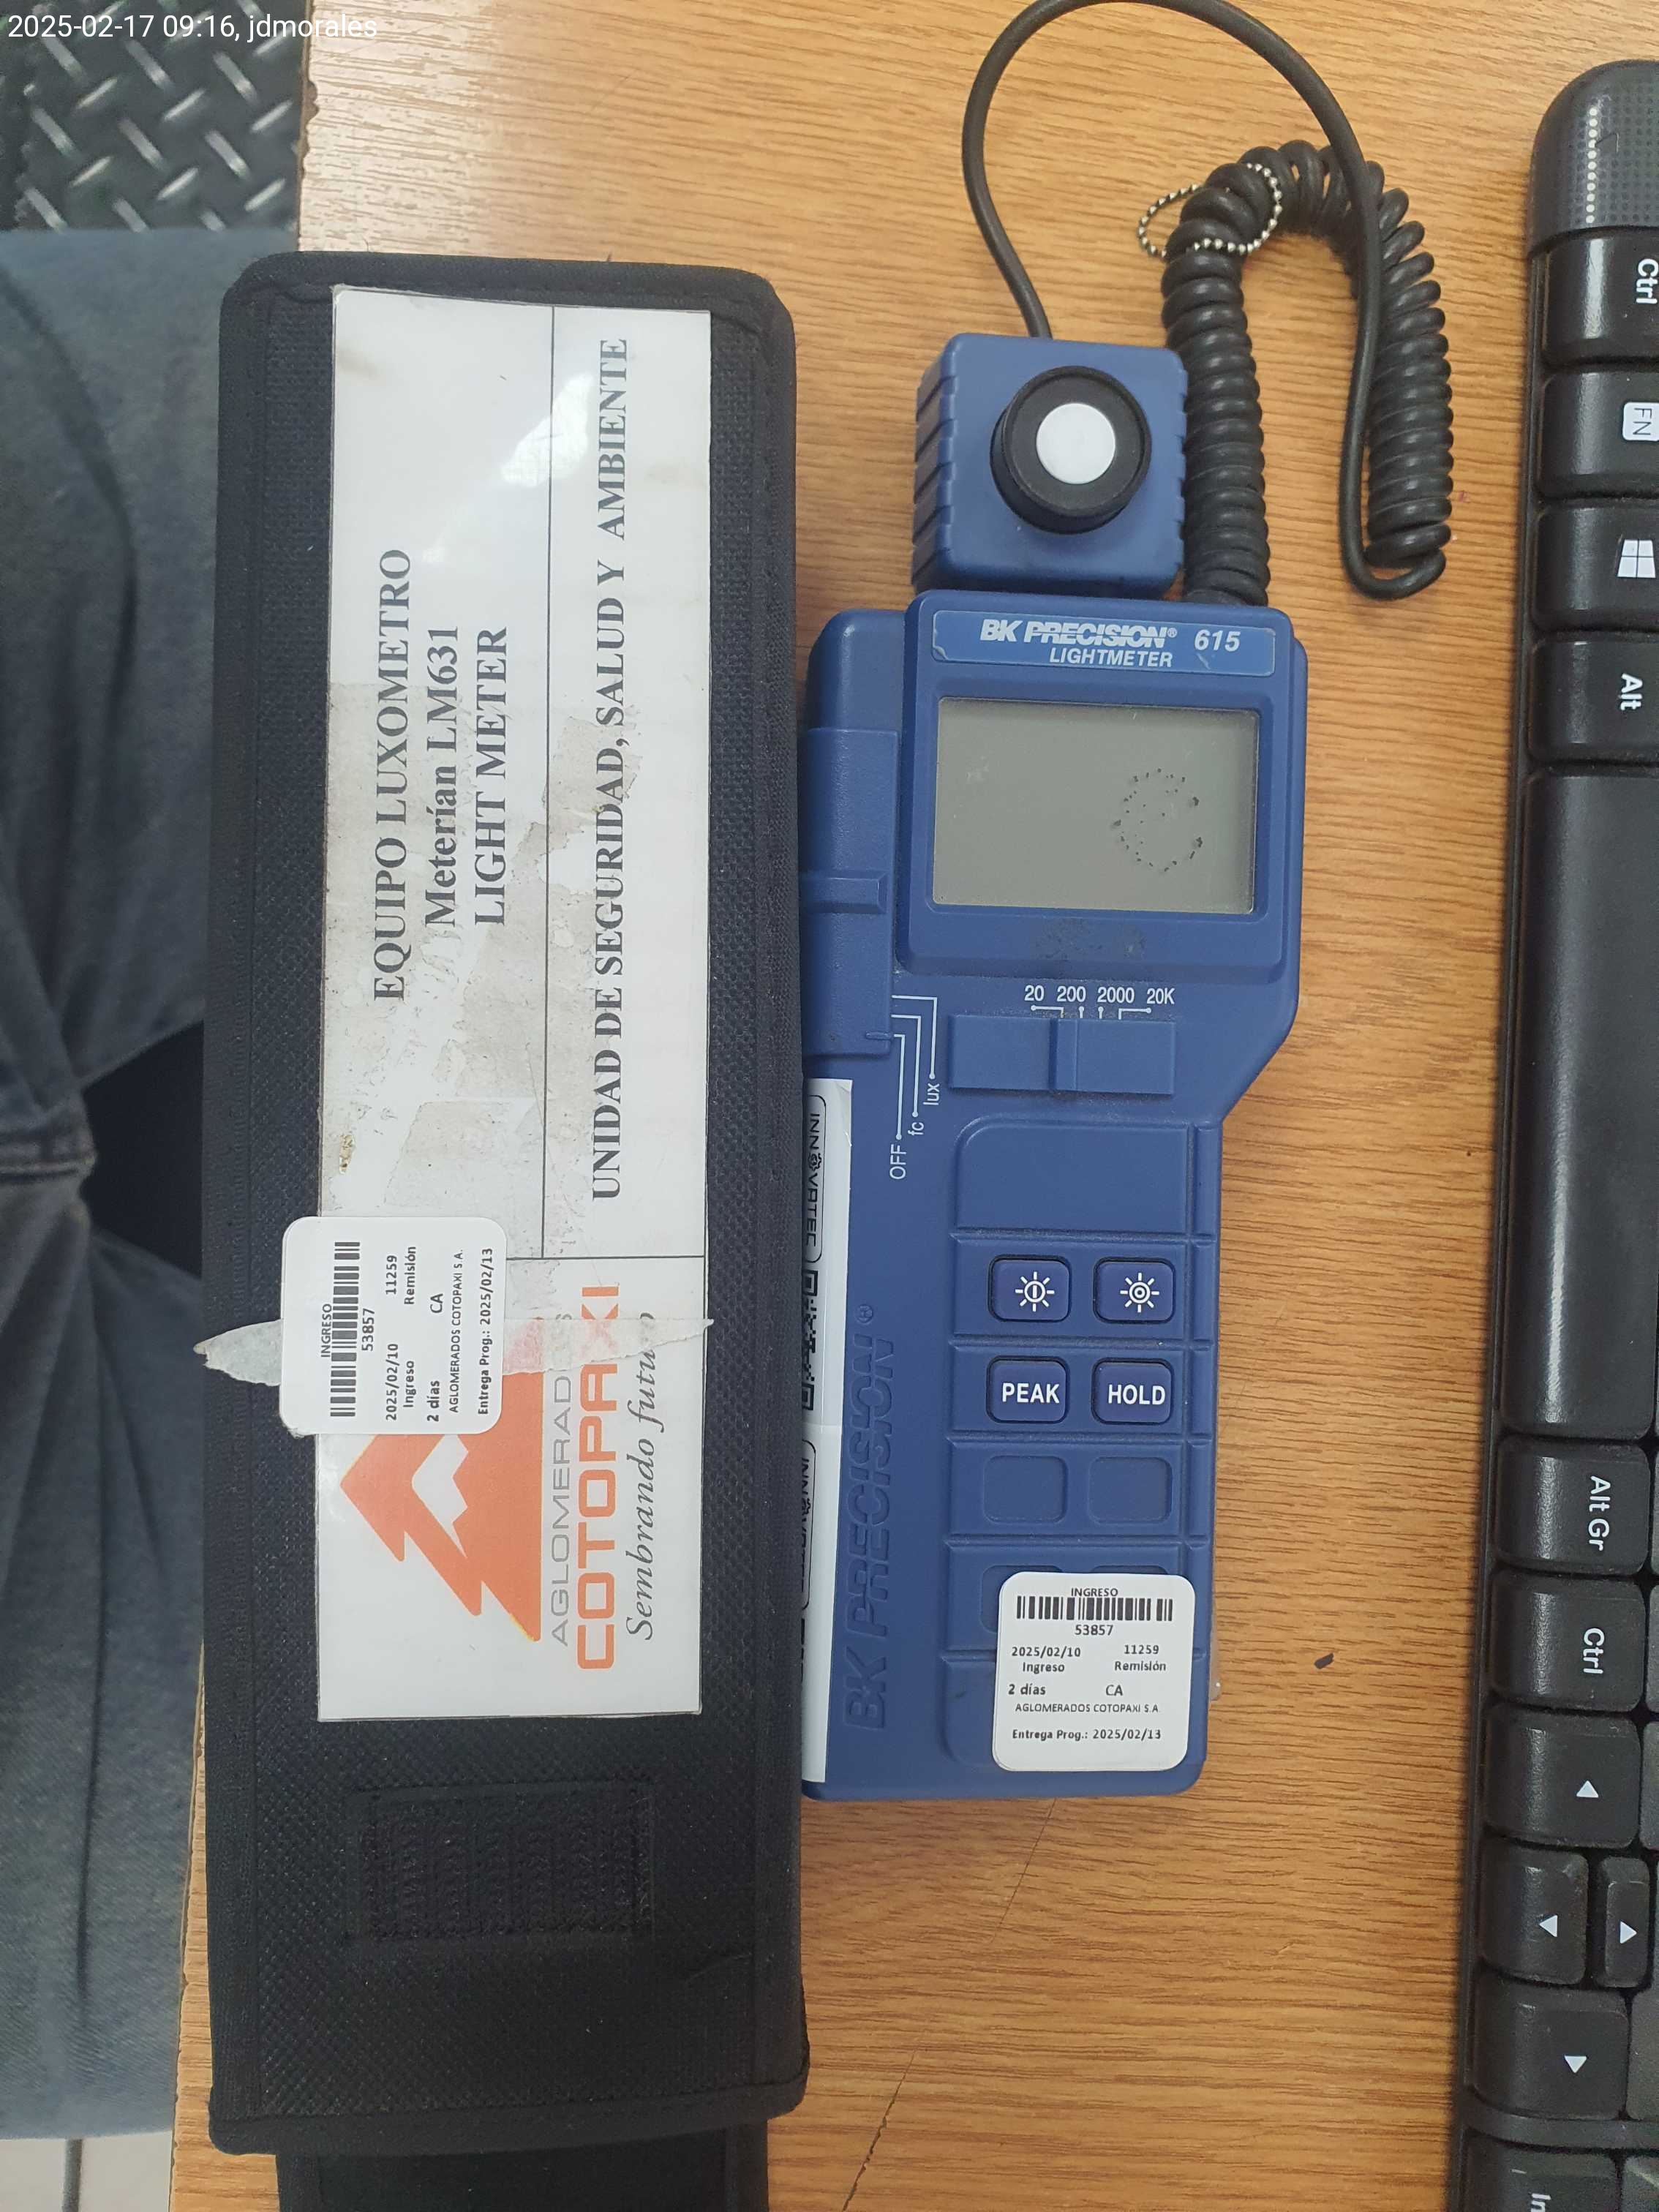 2025-02-17 09:16, jdmorales
EQUIPO LUXOMETRO
Meterían LM631
LIGHT METER
UNIDAD DE SEGURIDAD, SALUD Y AMBIENTE
COTOPAXI
Sembrando
INGRESO
53857
2025/02/10 11259
Ingreso Remisión
2 días CA
AGLOMERADOS COTOPAXI S.A.
Entrega Prog.: 2025/02/13
BK PRECISION® 615
LIGHTMETER
20 200 2000 20K
lux
fc
OFF
PEAK HOLD
BK PRECISION®
INGRESO
53857
2025/02/10 11259
Ingreso Remisión
2 días CA
AGLOMERADOS COTOPAXI S.A.
Entrega Prog.: 2025/02/13
Ctrl
FN
Alt
Alt Gr
Ctrl